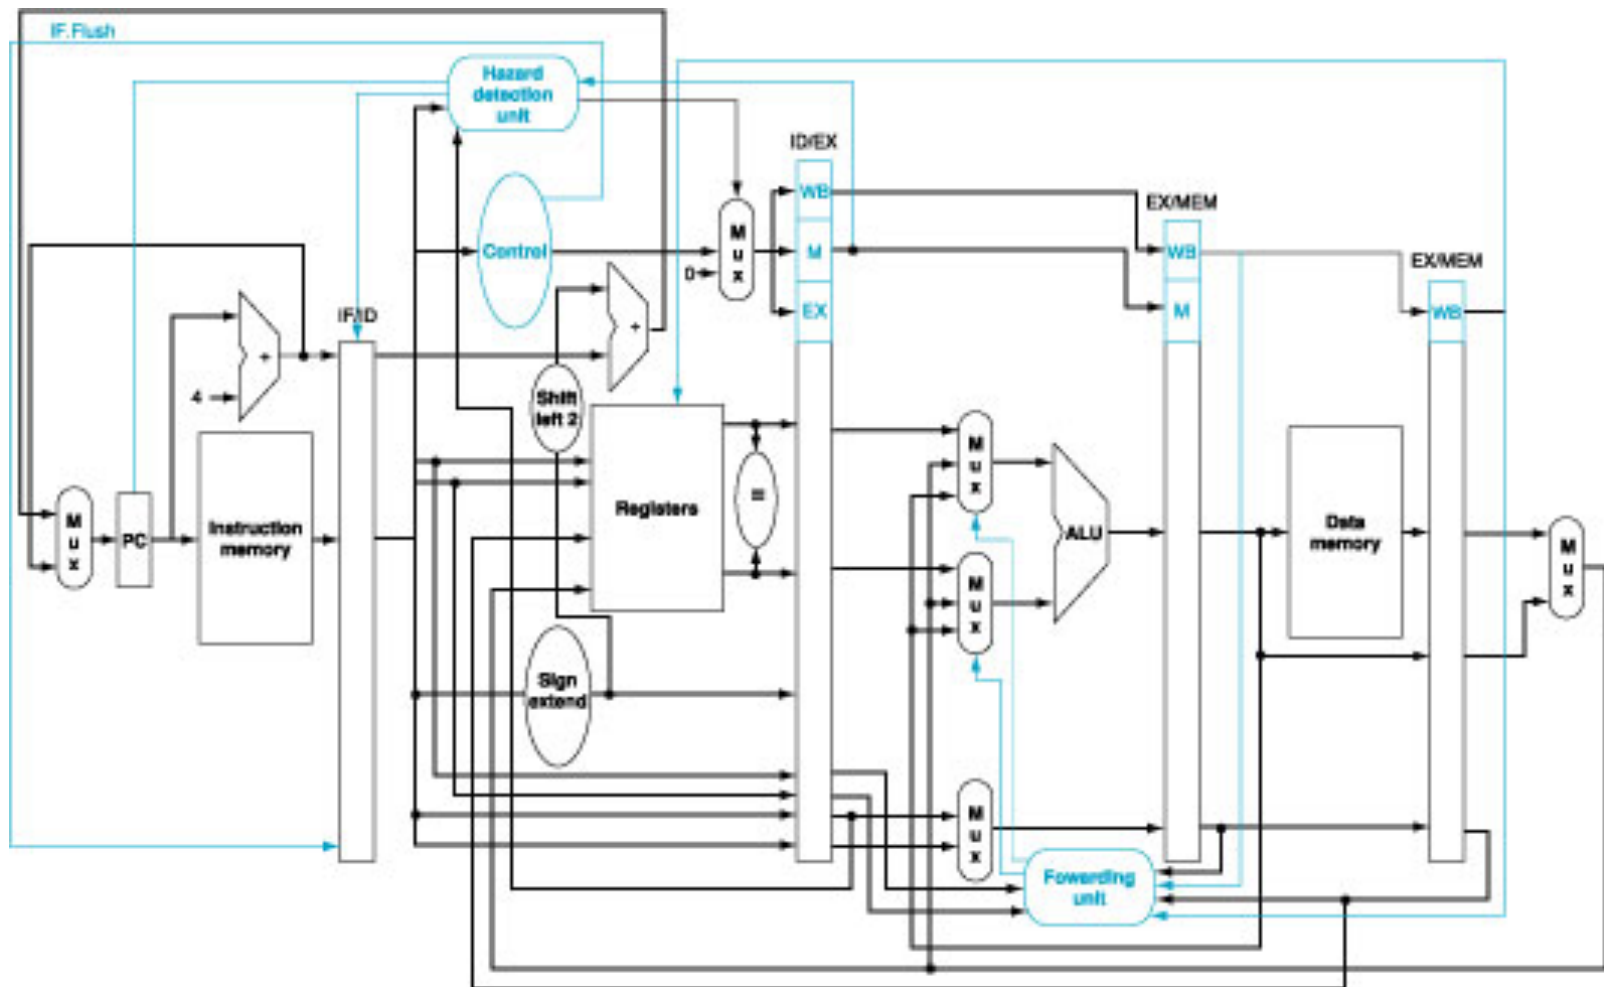 IF.Flush
Hazard
detection
unit
ID/EX
WB
EX/MEM
Control
M
u
x
M
WB
EX/MEM
0
EX
M
WB
IF/ID
+
+
4
Shift
left 2
M
u
x
M
u
x
PC
Instruction
memory
Registers
=
ALU
Data
memory
M
u
x
M
u
x
Sign
extend
M
u
x
Fowarding
unit